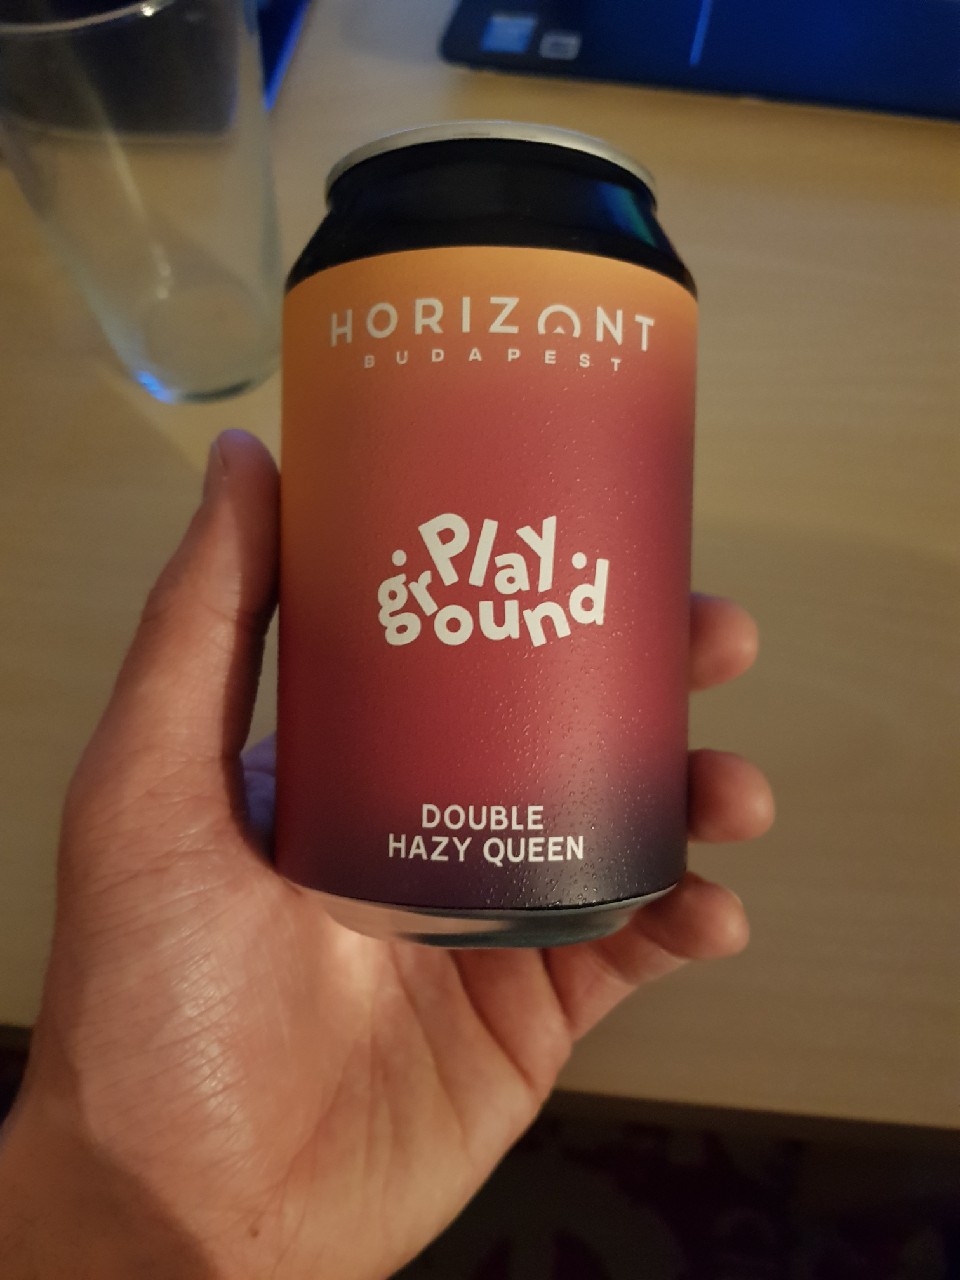 HORIZONT
BUDAPEST
Play
ground
DOUBLE
HAZY QUEEN